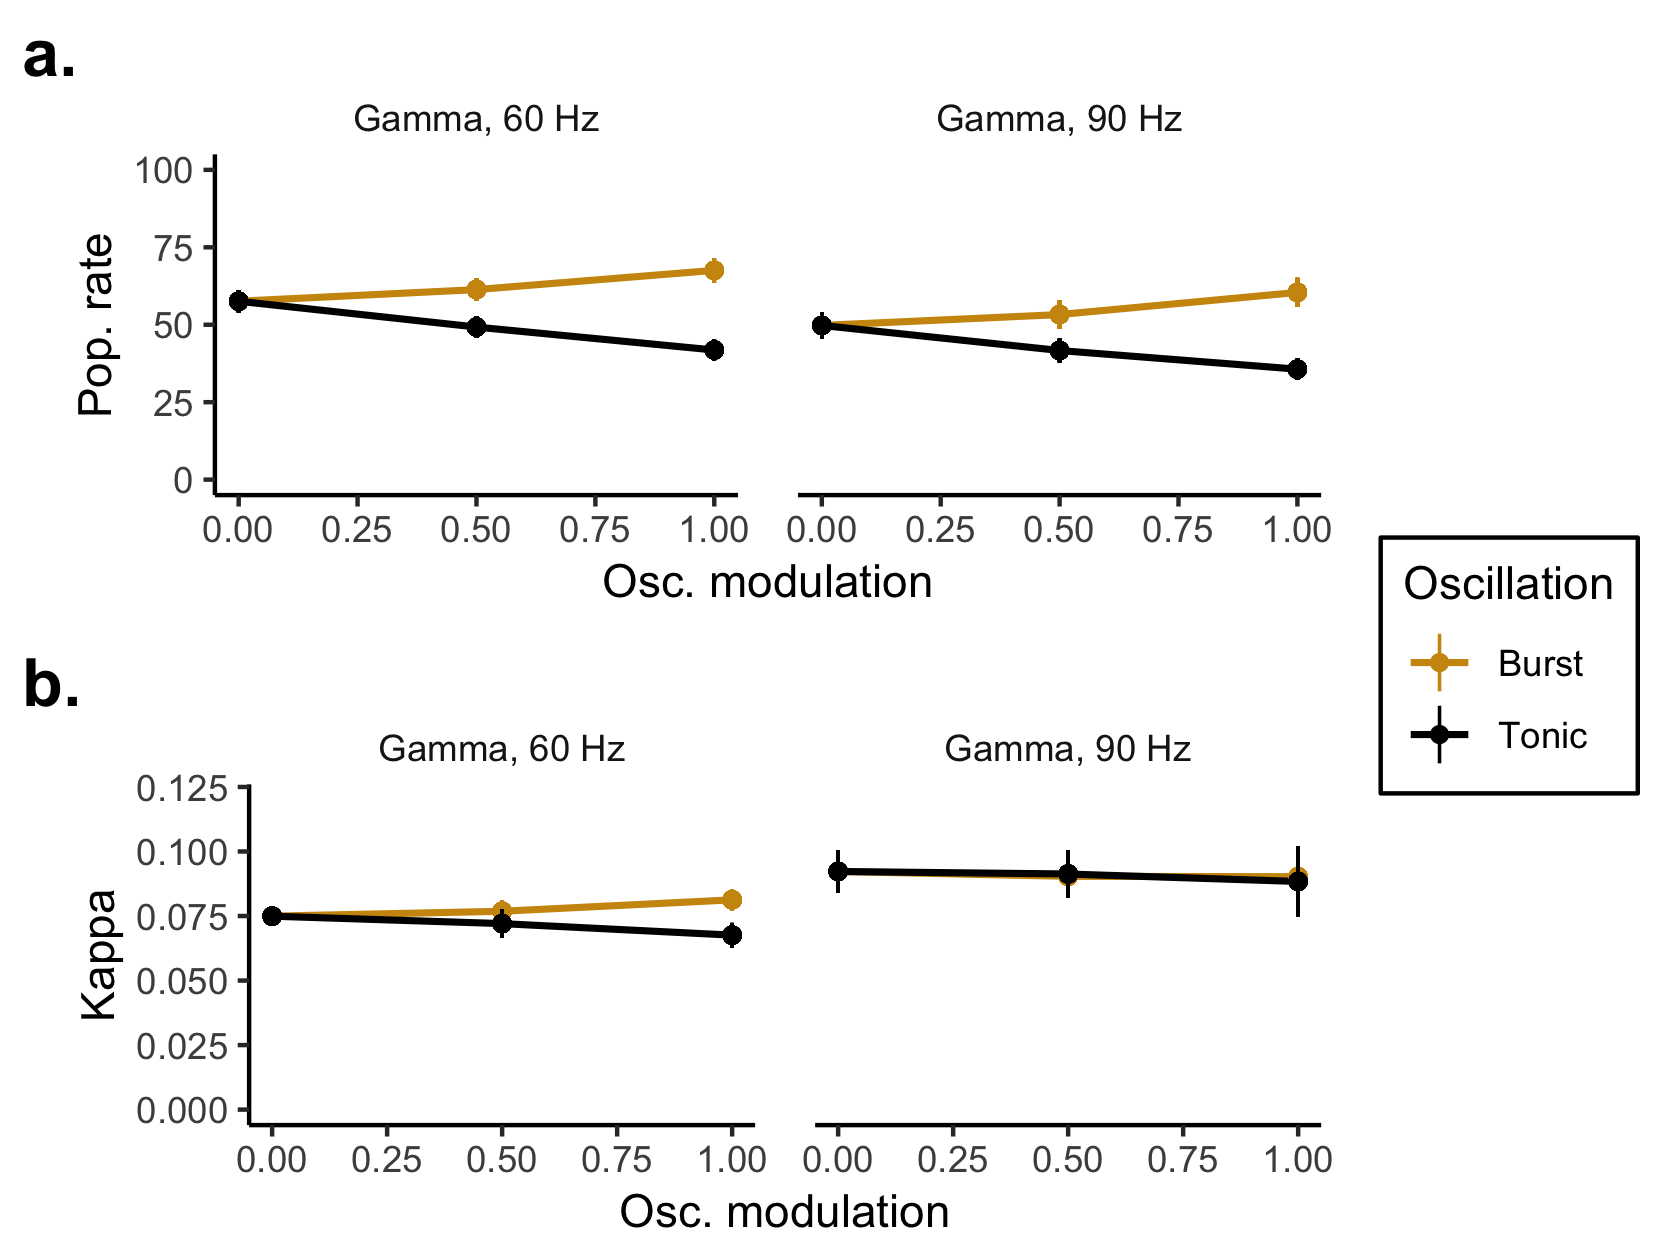 a.
Gamma, 60 Hz
Gamma, 90 Hz
100
75
50
25
0
Pop. rate
0.00 0.25 0.50 0.75 1.00
0.00 0.25 0.50 0.75 1.00
Osc. modulation
Oscillation
Burst
Tonic
b.
Gamma, 60 Hz
Gamma, 90 Hz
0.125
0.100
0.075
0.050
0.025
0.000
Kappa
0.00 0.25 0.50 0.75 1.00
0.00 0.25 0.50 0.75 1.00
Osc. modulation